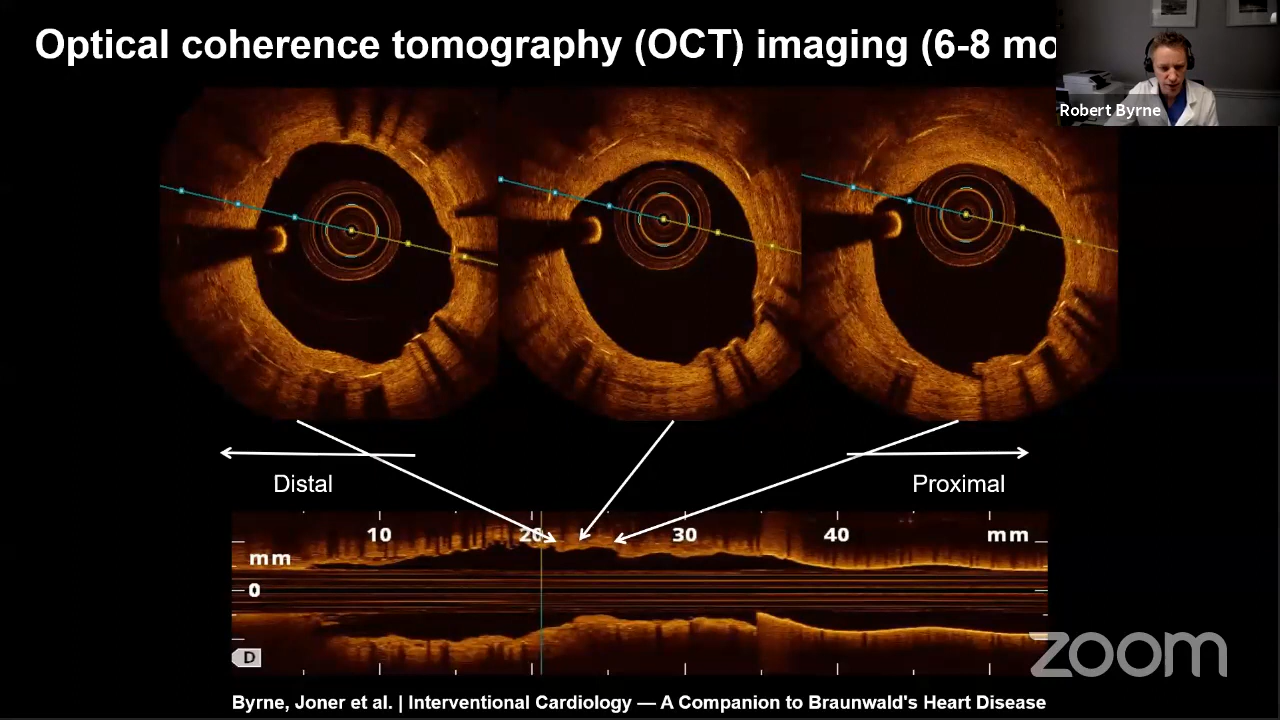 Optical coherence tomography (OCT) imaging (6-8 mo
Robert Byrne
Distal
Proximal
10 20 30 40 mm
mm
0
D
zoom
Byrne, Joner et al. | Interventional Cardiology — A Companion to Braunwald's Heart Disease